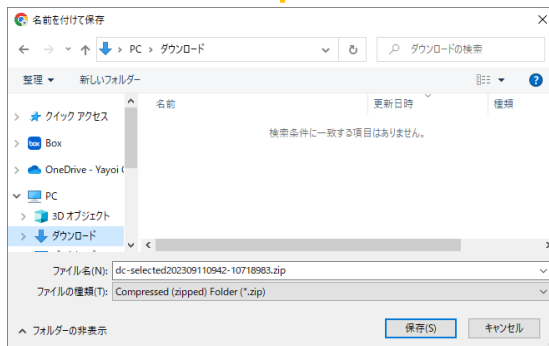 名前を付けて保存
PC › ダウンロード
ダウンロードの検索
整理 新しいフォルダー
名前 更新日時 種類
クイック アクセス
検索条件に一致する項目はありません。
box Box
OneDrive - Yayoi
PC
3D オブジェクト
ダウンロード
ファイル名(N): dc-selected202309110942-10718983.zip
ファイルの種類(T): Compressed (zipped) Folder (*.zip)
フォルダーの非表示 保存(S) キャンセル